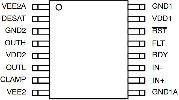 VEE2A
DESAT
GND2
OUTH
VDD2
OUTL
CLAMP
VEE2
GND1
VDD1
RST
FLT
RDY
IN−
IN+
GND1A